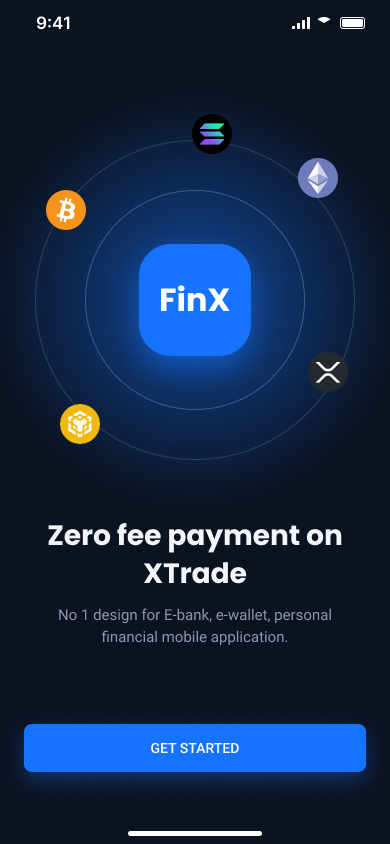 9:41
FinX
Zero fee payment on
XTrade
No 1 design for E-bank, e-wallet, personal
financial mobile application.
GET STARTED